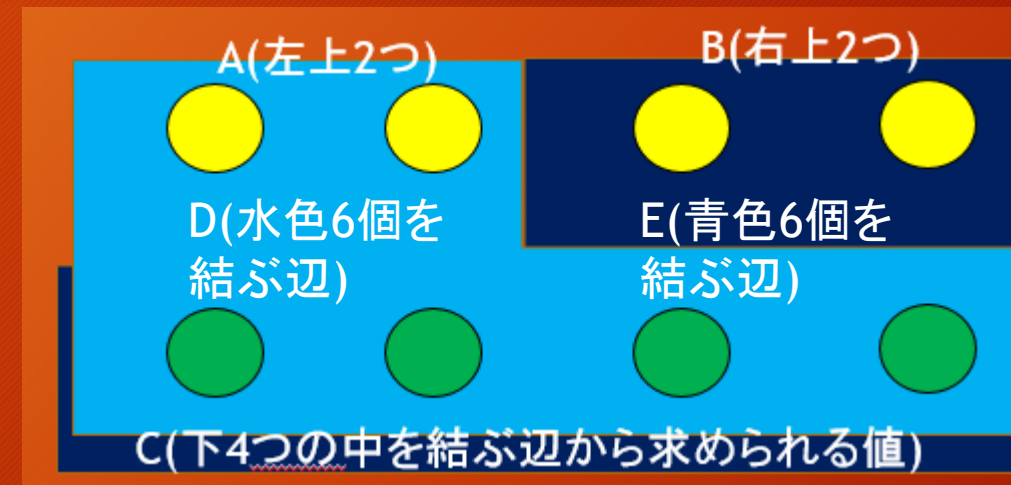 A(左上2つ)
B(右上2つ)
D(水色6個を
結ぶ辺)
E(青色6個を
結ぶ辺)
C(下4つの中を結ぶ辺から求められる値)